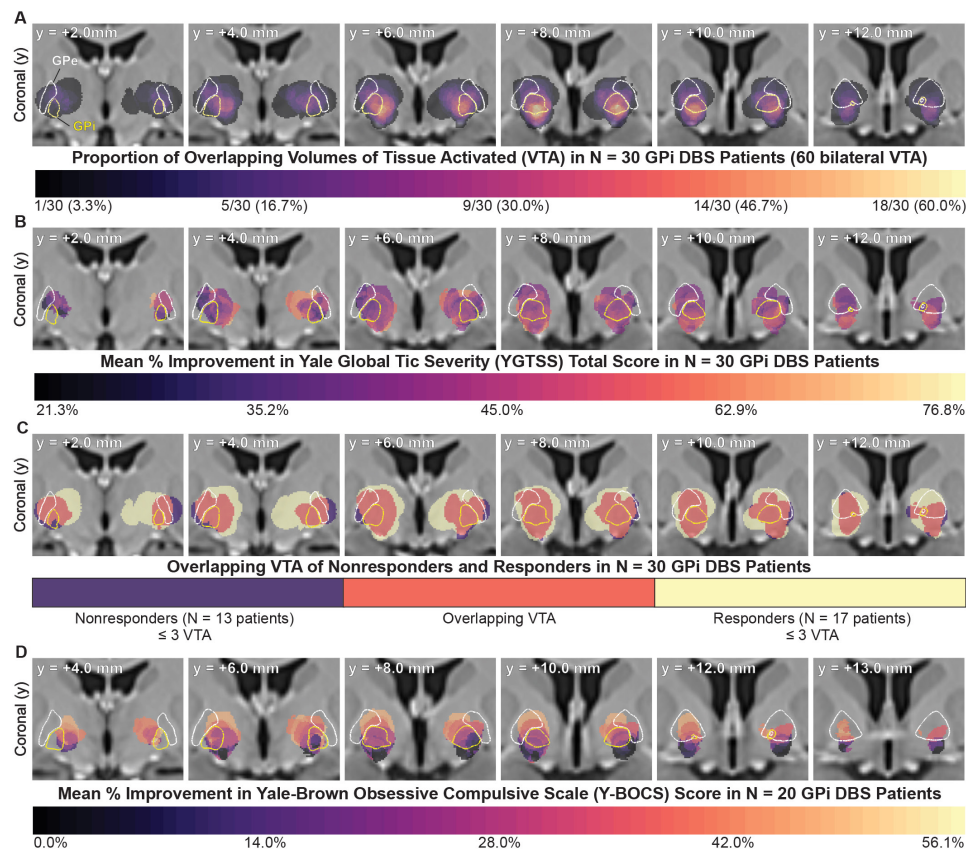 A
Coronal (y)
y = +2.0mm
y = +4.0 mm
y = +6.0 mm
y = +8.0 mm
y = +10.0 mm
y = +12.0 mm
GPe
GPi
Proportion of Overlapping Volumes of Tissue Activated (VTA) in N = 30 GPi DBS Patients (60 bilateral VTA)
1/30 (3.3%) 5/30 (16.7%) 9/30 (30.0%) 14/30 (46.7%) 18/30 (60.0%)
B
Coronal (y)
y = +2.0 mm
y = +4.0 mm
y = +6.0 mm
y = +8.0 mm
y = +10.0 mm
y = +12.0 mm
Mean % Improvement in Yale Global Tic Severity (YGTSS) Total Score in N = 30 GPi DBS Patients
21.3% 35.2% 45.0% 62.9% 76.8%
C
Coronal (y)
y = +2.0 mm
y = +4.0 mm
y = +6.0 mm
y = +8.0 mm
y = +10.0 mm
y = +12.0 mm
Overlapping VTA of Nonresponders and Responders in N = 30 GPi DBS Patients
Nonresponders (N = 13 patients)
≤ 3 VTA
Overlapping VTA
Responders (N = 17 patients)
≤ 3 VTA
D
Coronal (y)
y = +4.0 mm
y = +6.0 mm
y = +8.0 mm
y = +10.0 mm
y = +12.0 mm
y = +13.0 mm
Mean % Improvement in Yale-Brown Obsessive Compulsive Scale (Y-BOCS) Score in N = 20 GPi DBS Patients
0.0% 14.0% 28.0% 42.0% 56.1%